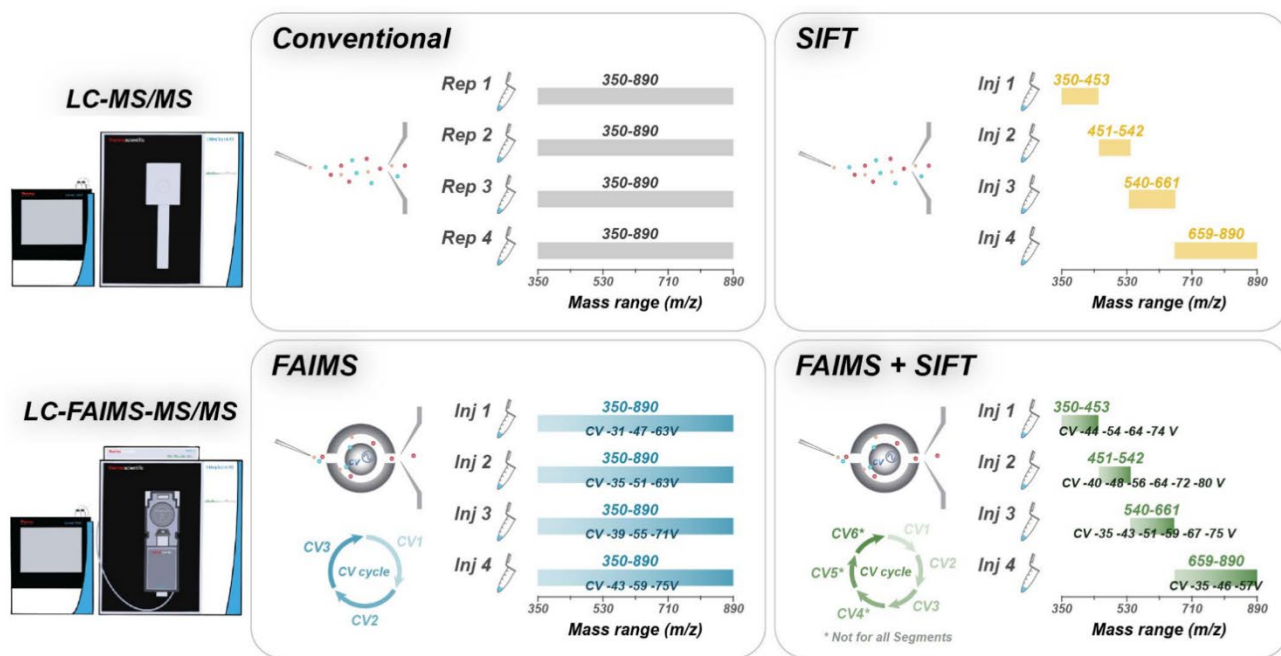 Conventional
SIFT
LC-MS/MS
Rep 1
350-890
Rep 2
350-890
Rep 3
350-890
Rep 4
350-890
350 530 710 890
Mass range (m/z)
Inj 1
350-453
Inj 2
451-542
Inj 3
540-661
Inj 4
659-890
350 530 710 890
Mass range (m/z)
FAIMS
FAIMS + SIFT
LC-FAIMS-MS/MS
CV
Inj 1
350-890
CV -31 -47 -63V
Inj 2
350-890
CV -35 -51 -63V
Inj 3
350-890
CV -39 -55 -71V
Inj 4
350-890
CV -43 -59 -75V
CV3
CV1
CV cycle
CV2
350 530 710 890
Mass range (m/z)
CV
Inj 1
350-453
CV -44 -54 -64 -74 V
Inj 2
451-542
CV -40 -48 -56 -64 -72 -80 V
Inj 3
540-661
CV -35 -43 -51 -59 -67 -75 V
Inj 4
659-890
CV -35 -46 -57V
CV6*
CV1
CV5*
CV cycle
CV2
CV4*
CV3
* Not for all Segments
350 530 710 890
Mass range (m/z)